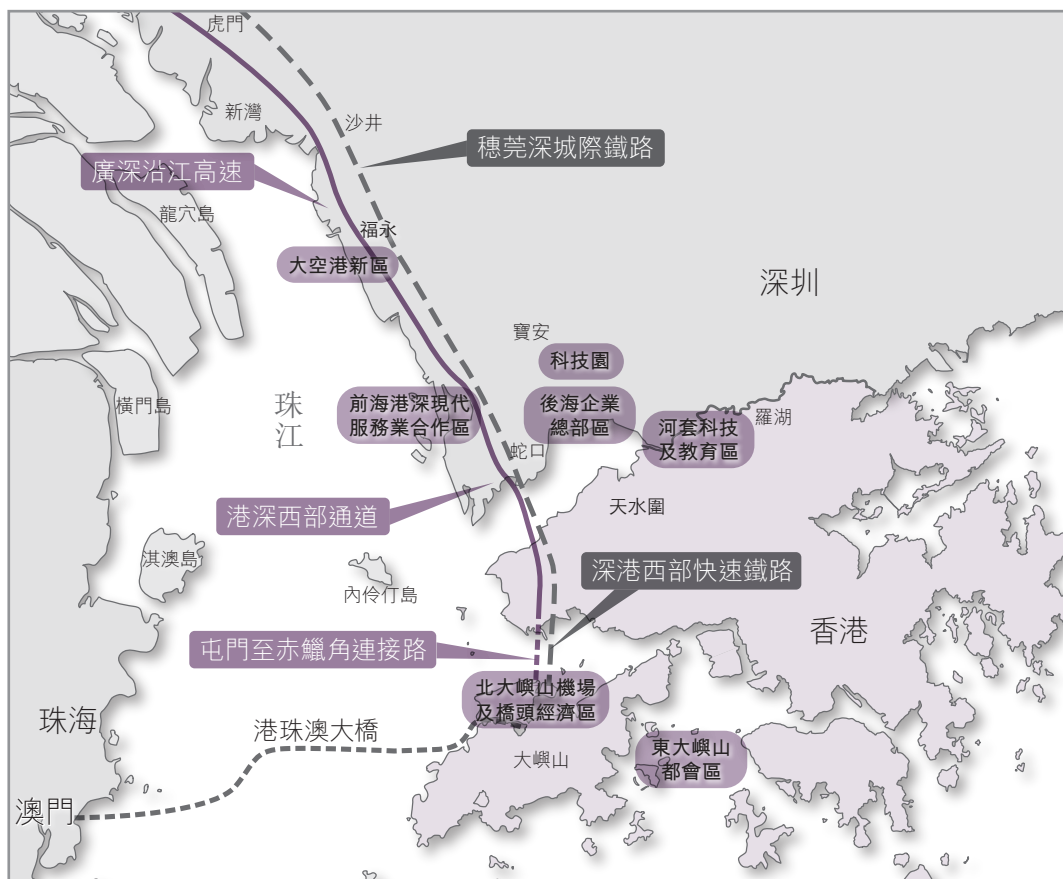 虎門
新灣
沙井
穗莞深城際鐵路
廣深沿江高速
龍穴島
福永
大空港新區
深圳
寶安
科技園
橫門島
珠江
前海港深現代
服務業合作區
後海企業
總部區
羅湖
河套科技
及教育區
蛇口
天水圍
港深西部通道
淇澳島
內伶仃島
深港西部快速鐵路
香港
屯門至赤鱲角連接路
北大嶼山機場
及橋頭經濟區
珠海
港珠澳大橋
大嶼山
東大嶼山
都會區
澳門